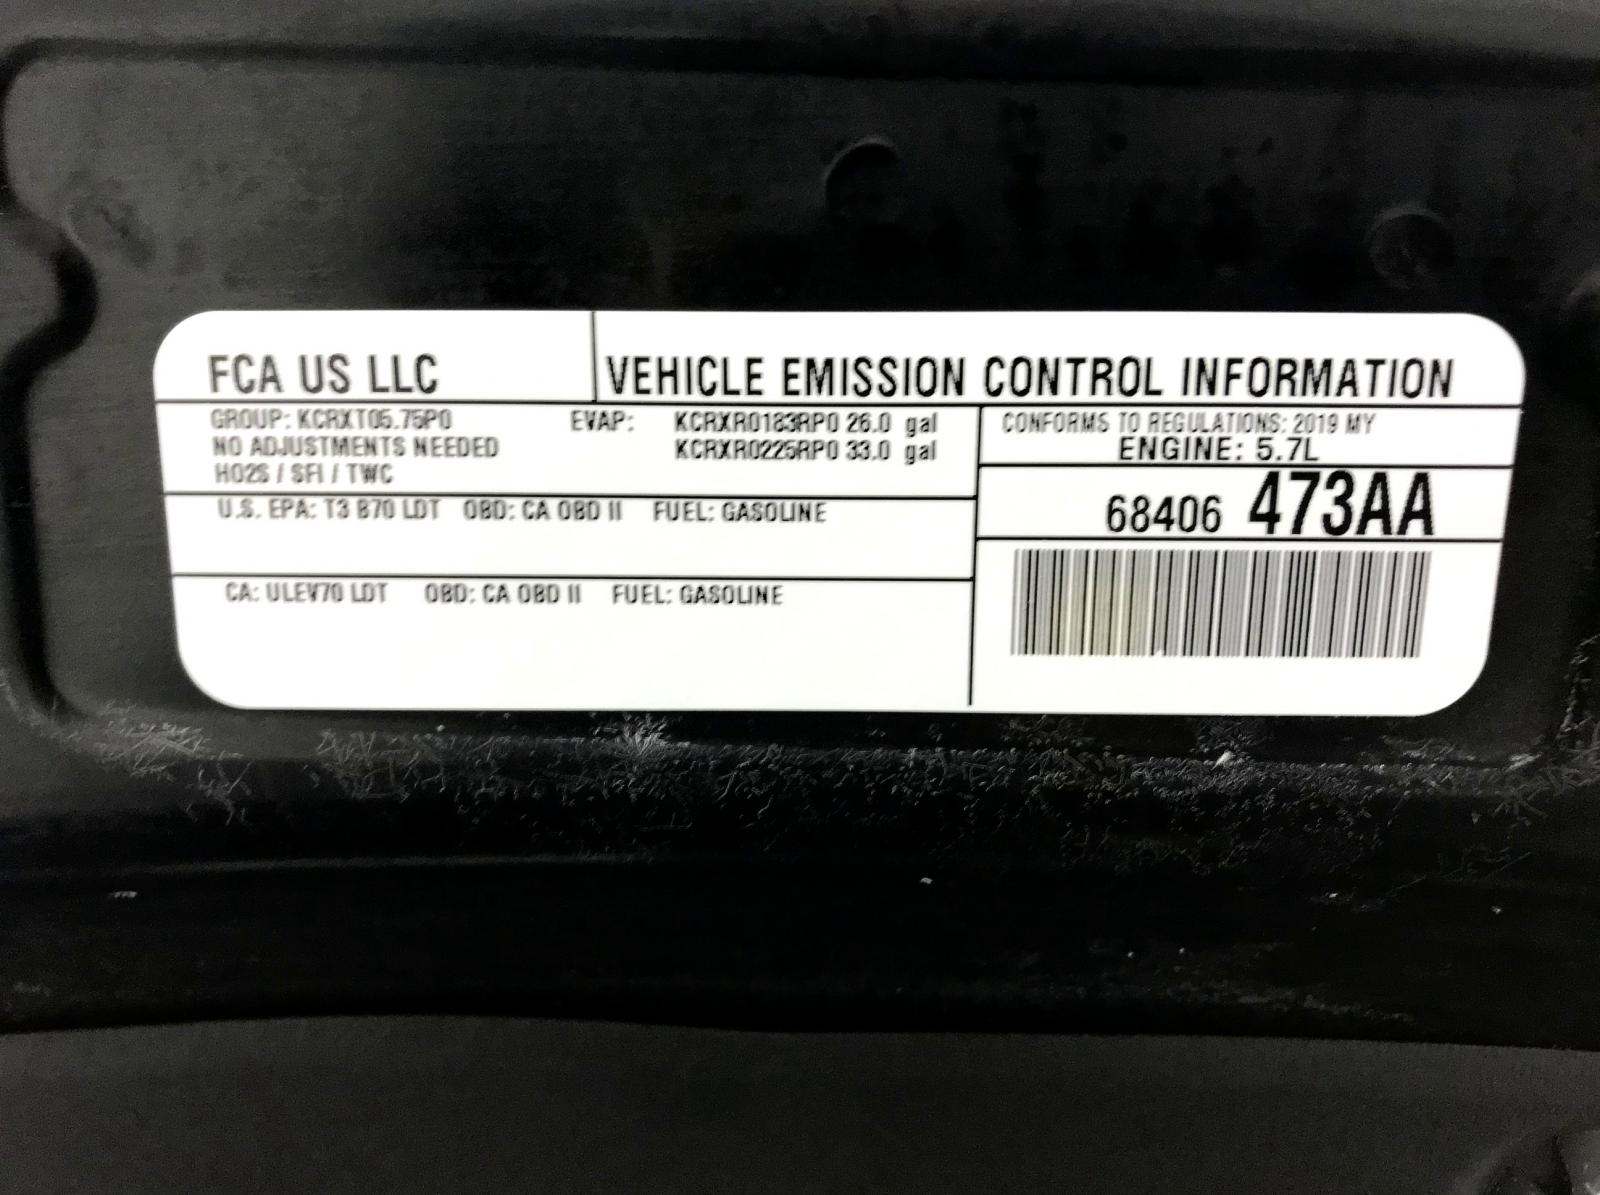 FCA US LLC
VEHICLE EMISSION CONTROL INFORMATION
GROUP: KCRXT05.75P0
NO ADJUSTMENTS NEEDED
HO2S / SFI / TWC
EVAP: KCRXR0183RP0 26.0 gal
KCRXR0225RP0 33.0 gal
CONFORMS TO REGULATIONS: 2019 MY
ENGINE: 5.7L
68406 473AA
U.S. EPA: T3 B70 LDT OBD: CA OBD II FUEL: GASOLINE
CA: ULEV70 LDT OBD: CA OBD II FUEL: GASOLINE